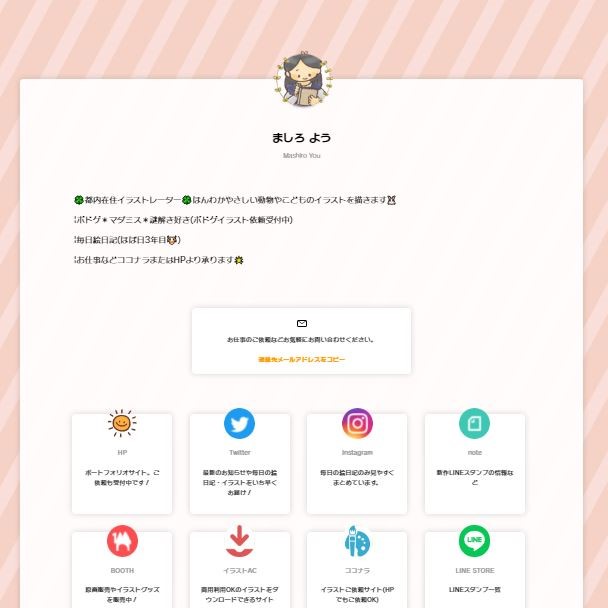 ましろ よう
Mashiro You
都内在住イラストレーター ほんわかやさしい動物やこどものイラストを描きます
¦ボドゲ＊マダミス＊謎解き好き(ボドゲイラスト依頼受付中)
¦毎日絵日記(ほぼ日3年目)
¦お仕事などココナラまたはHPより承ります
お仕事のご依頼などお気軽にお問い合わせください。
連絡先メールアドレスをコピー
HP
ポートフォリオサイト。ご
依頼も受付中です！
Twitter
最新のお知らせや毎日の絵
日記・イラストをいち早く
お届け！
Instagram
毎日の絵日記のみ見やすく
まとめています。
note
新作LINEスタンプの情報な
ど
BOOTH
原画販売やイラストグッズ
を販売中！
イラストAC
商用利用OKのイラストをダ
ウンロードできるサイト
ココナラ
イラストご依頼サイト(HP
でもご依頼OK)
LINE
LINE STORE
LINEスタンプ一覧